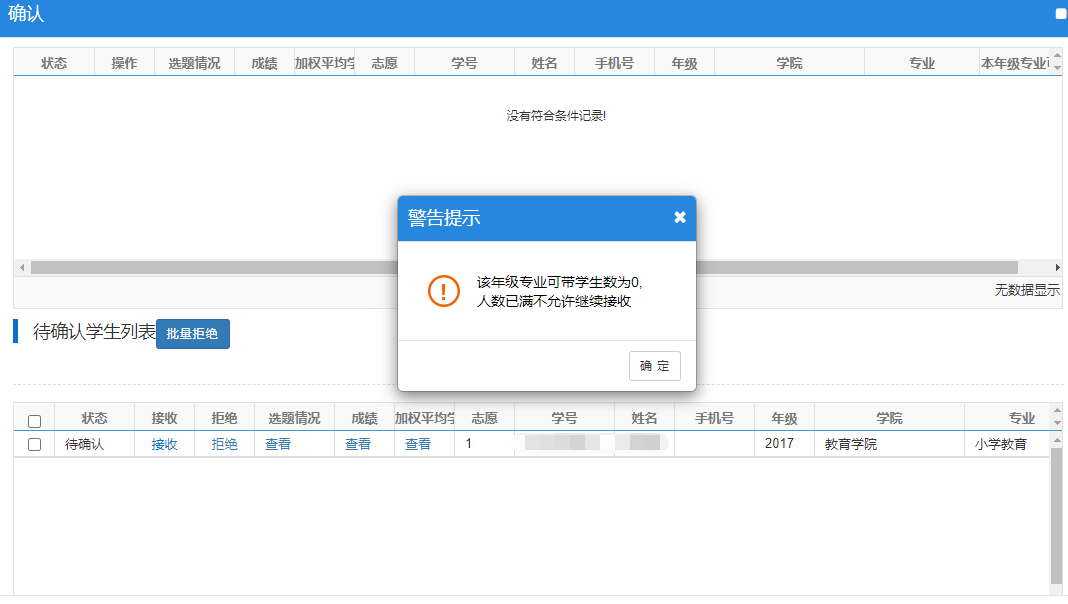 确认
状态 操作 选题情况 成绩 加权平均学 志愿 学号 姓名 手机号 年级 学院 专业 本年级专业可
没有符合条件记录!
警告提示
该年级专业可带学生数为0,
人数已满不允许继续接收
确 定
无数据显示
待确认学生列表 批量拒绝
状态 接收 拒绝 选题情况 成绩 加权平均学 志愿 学号 姓名 手机号 年级 学院 专业
待确认 接收 拒绝 查看 查看 查看 1 2017 教育学院 小学教育